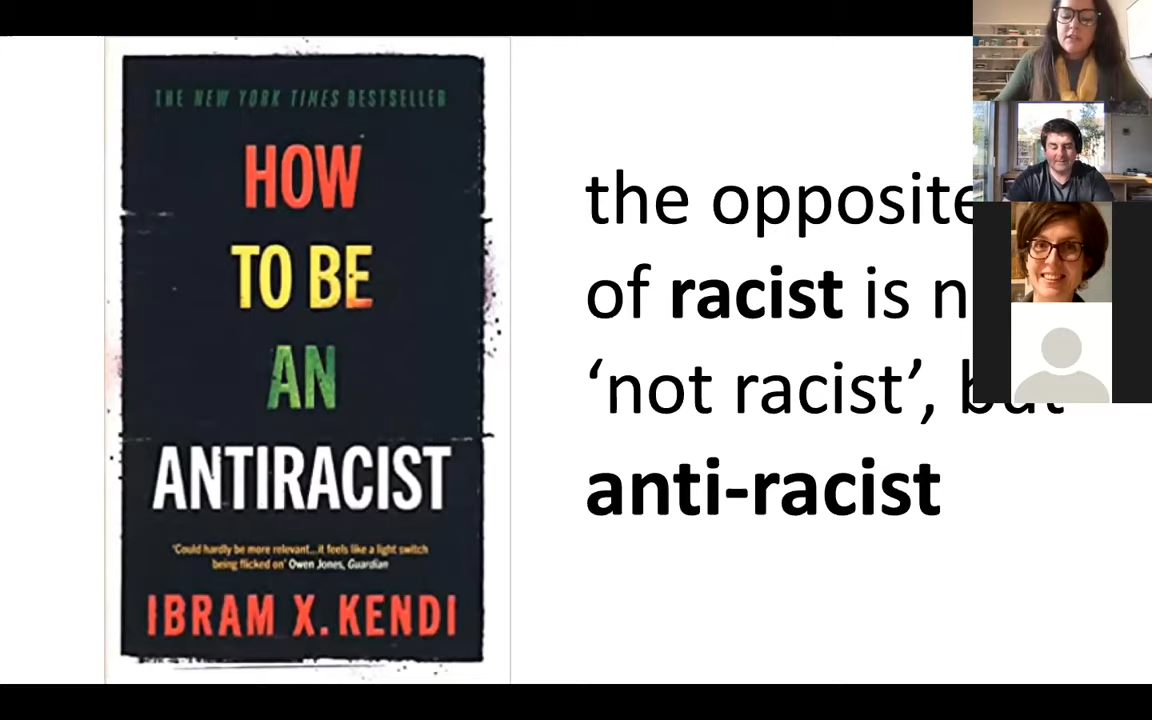 THE NEW YORK TIMES BESTSELLER
HOW
TO BE
AN
ANTIRACIST
'Could hardly be more relevant...it feels like a light switch
being flicked on' Owen Jones, Guardian
IBRAM X. KENDI
the opposite
of racist is
‘not racist’, but
anti-racist